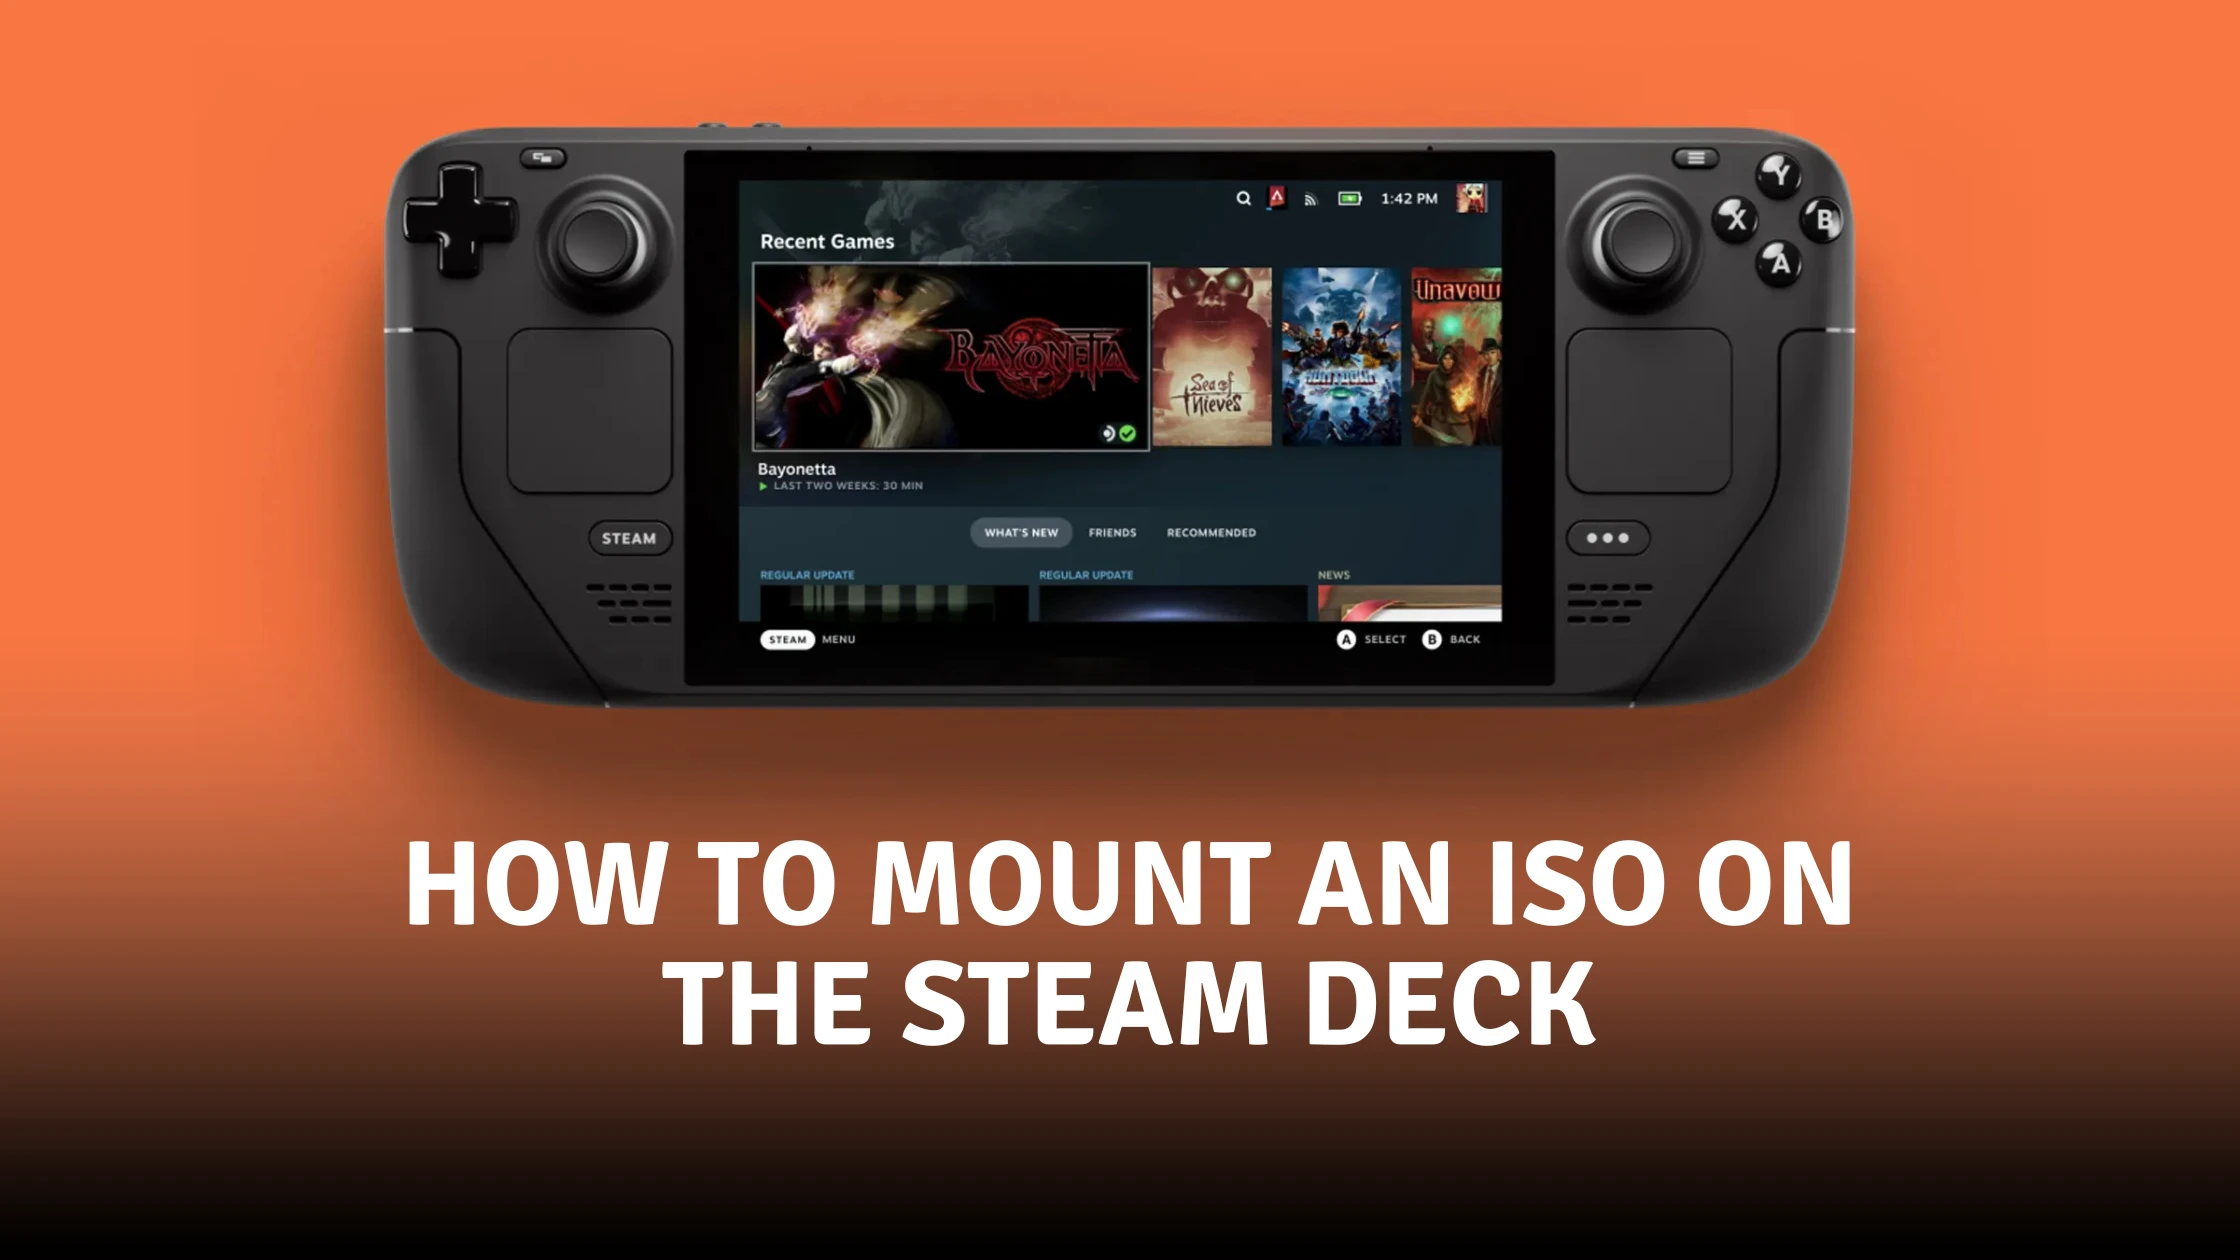 1:42 PM
Recent Games
BAYONETTA
Sea of
Thieves
Unavow
Bayonetta
LAST TWO WEEKS: 30 MIN
WHAT'S NEW
FRIENDS
RECOMMENDED
REGULAR UPDATE
REGULAR UPDATE
NEWS
STEAM MENU
A SELECT B BACK
Y
X
B
A
STEAM
HOW TO MOUNT AN ISO ON
THE STEAM DECK